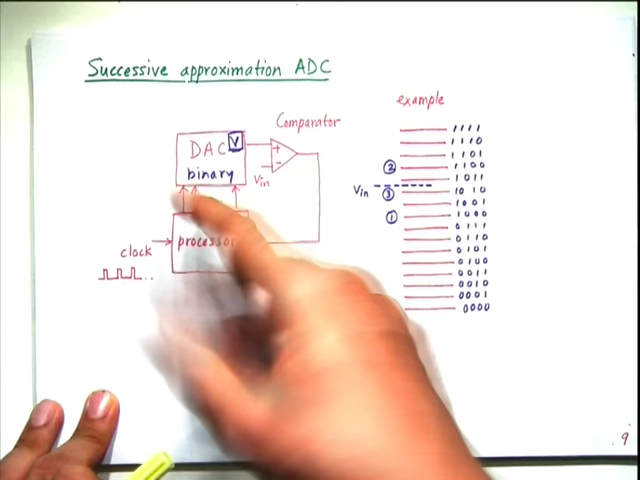 Successive approximation ADC
Comparator
DAC V
binary
+
-
Vin
processor
clock
example
1111
1110
1101
② 1100
1011
Vin ③ 1010
1001
① 1000
0111
0110
0101
0100
0011
0010
0001
0000
9